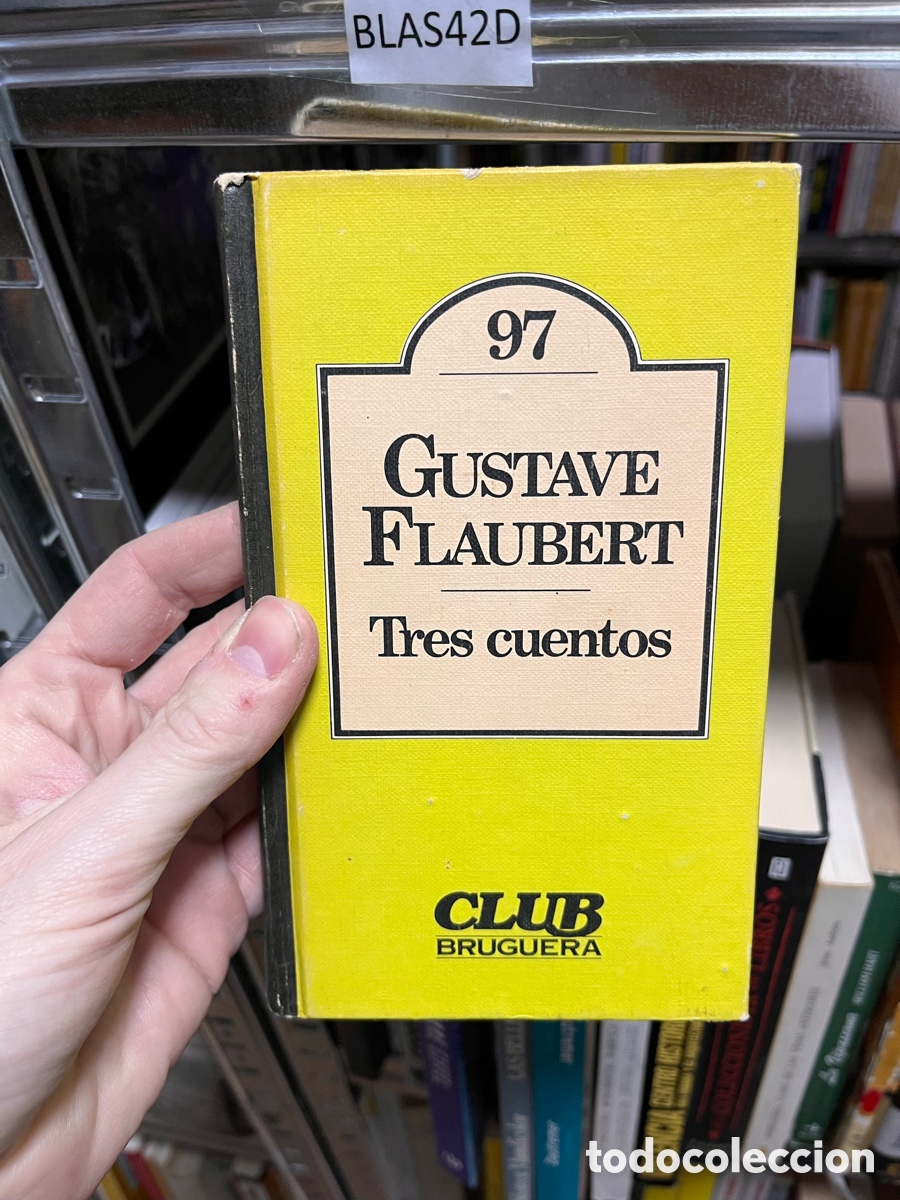 BLAS42D
97
GUSTAVE
FLAUBERT
Tres cuentos
CLUB
BRUGUERA
todocoleccion